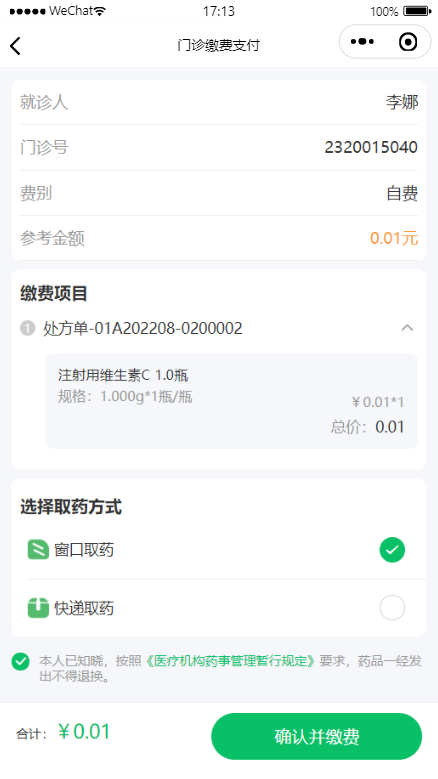 WeChat 17:13 100%
门诊缴费支付
就诊人 李娜
门诊号 2320015040
费别 自费
参考金额 0.01元
缴费项目
1 处方单-01A202208-0200002
注射用维生素C 1.0瓶
规格：1.000g*1瓶/瓶
￥0.01*1
总价：0.01
选择取药方式
窗口取药
快递取药
本人已知晓，按照《医疗机构药事管理暂行规定》要求，药品一经发
出不得退换。
合计：￥0.01 确认并缴费